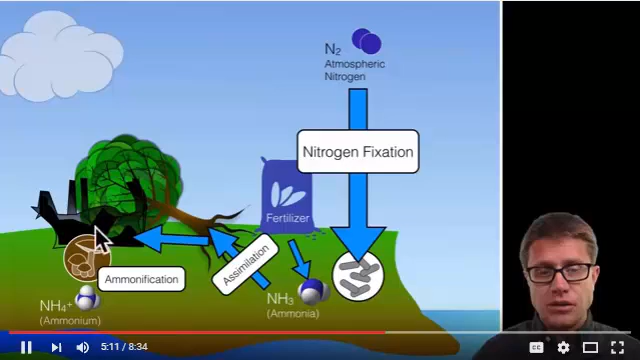 N₂
Atmospheric
Nitrogen
Nitrogen Fixation
Fertilizer
Assimilation
Ammonification
NH₃
(Ammonia)
NH₄+
(Ammonium)
5:11 / 8:34
CC